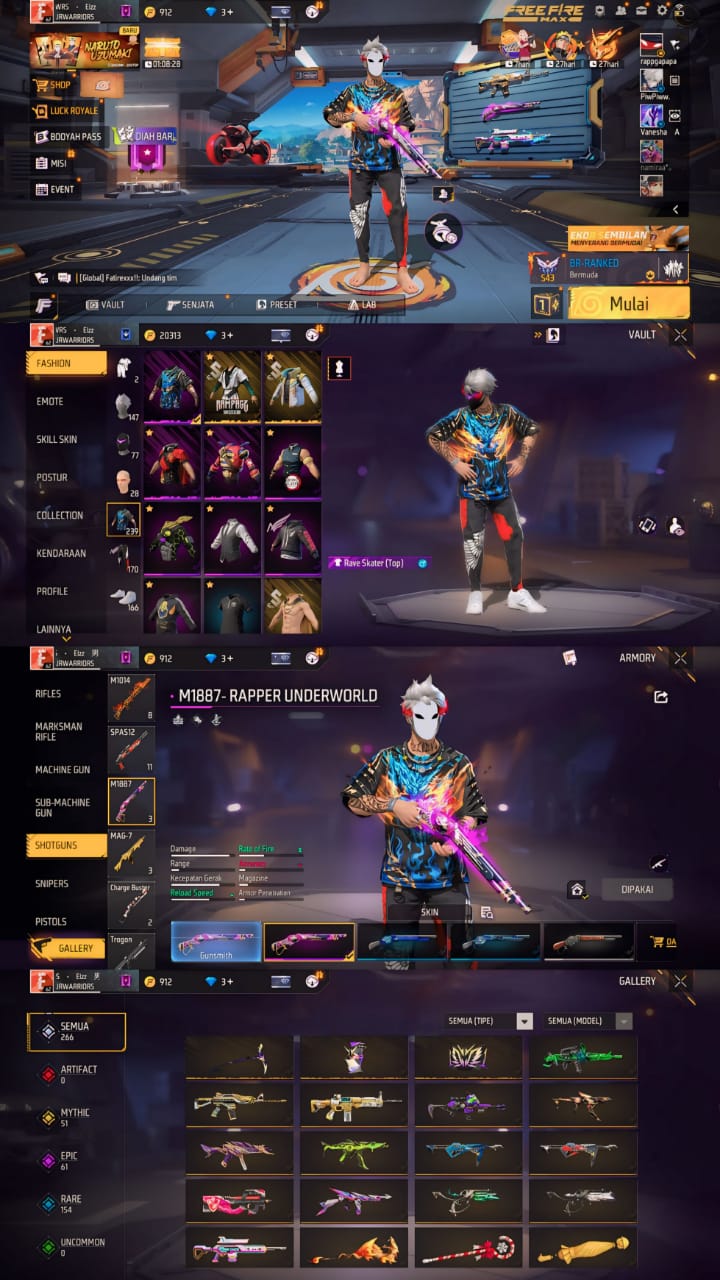 WRS • Elzz
JRWARRIORS
912
3+
FREE FIRE
MAX
BARU
NARUTO
UZUMAKI
01:08:28
SHOP
LUCK ROYALE
BOOYAH PASS
MISI
EVENT
DIAH BAR
27hari
27hari
rappgapapa
PiwPiww.
Vanesha
A
namiraa°.
[Global] Fatirexxx!!: Undang tim
VAULT
SENJATA
PRESET
LAB
EKOR SEMBILAN
MENYERANG BERMUDA!
BR-RANKED
Bermuda
S43
1
Mulai
VRS • Elzz
JRWARRIORS
20313
3+
VAULT
FASHION
EMOTE
SKILL SKIN
POSTUR
COLLECTION
KENDARAAN
PROFILE
LAINNYA
2
147
77
28
239
170
166
RAMPAGE
Rave Skater (Top)
• Elzz 男
JRWARRIORS
912
3+
ARMORY
RIFLES
MARKSMAN
RIFLE
MACHINE GUN
SUB-MACHINE
GUN
SHOTGUNS
SNIPERS
PISTOLS
GALLERY
M1014
8
SPAS12
11
M1887
3
MAG-7
3
Charge Buster
2
Trogon
M1887- RAPPER UNDERWORLD
Damage
Rate of Fire
Range
Kecepatan Gerak
Magazine
Reload Speed
Armor Penetration
SKIN
DIPAKAI
Gunsmith
DA
S • Elzz 男
JRWARRIORS
912
3+
GALLERY
SEMUA (TIPE)
SEMUA (MODEL)
SEMUA
266
ARTIFACT
0
MYTHIC
51
EPIC
61
RARE
154
UNCOMMON
0